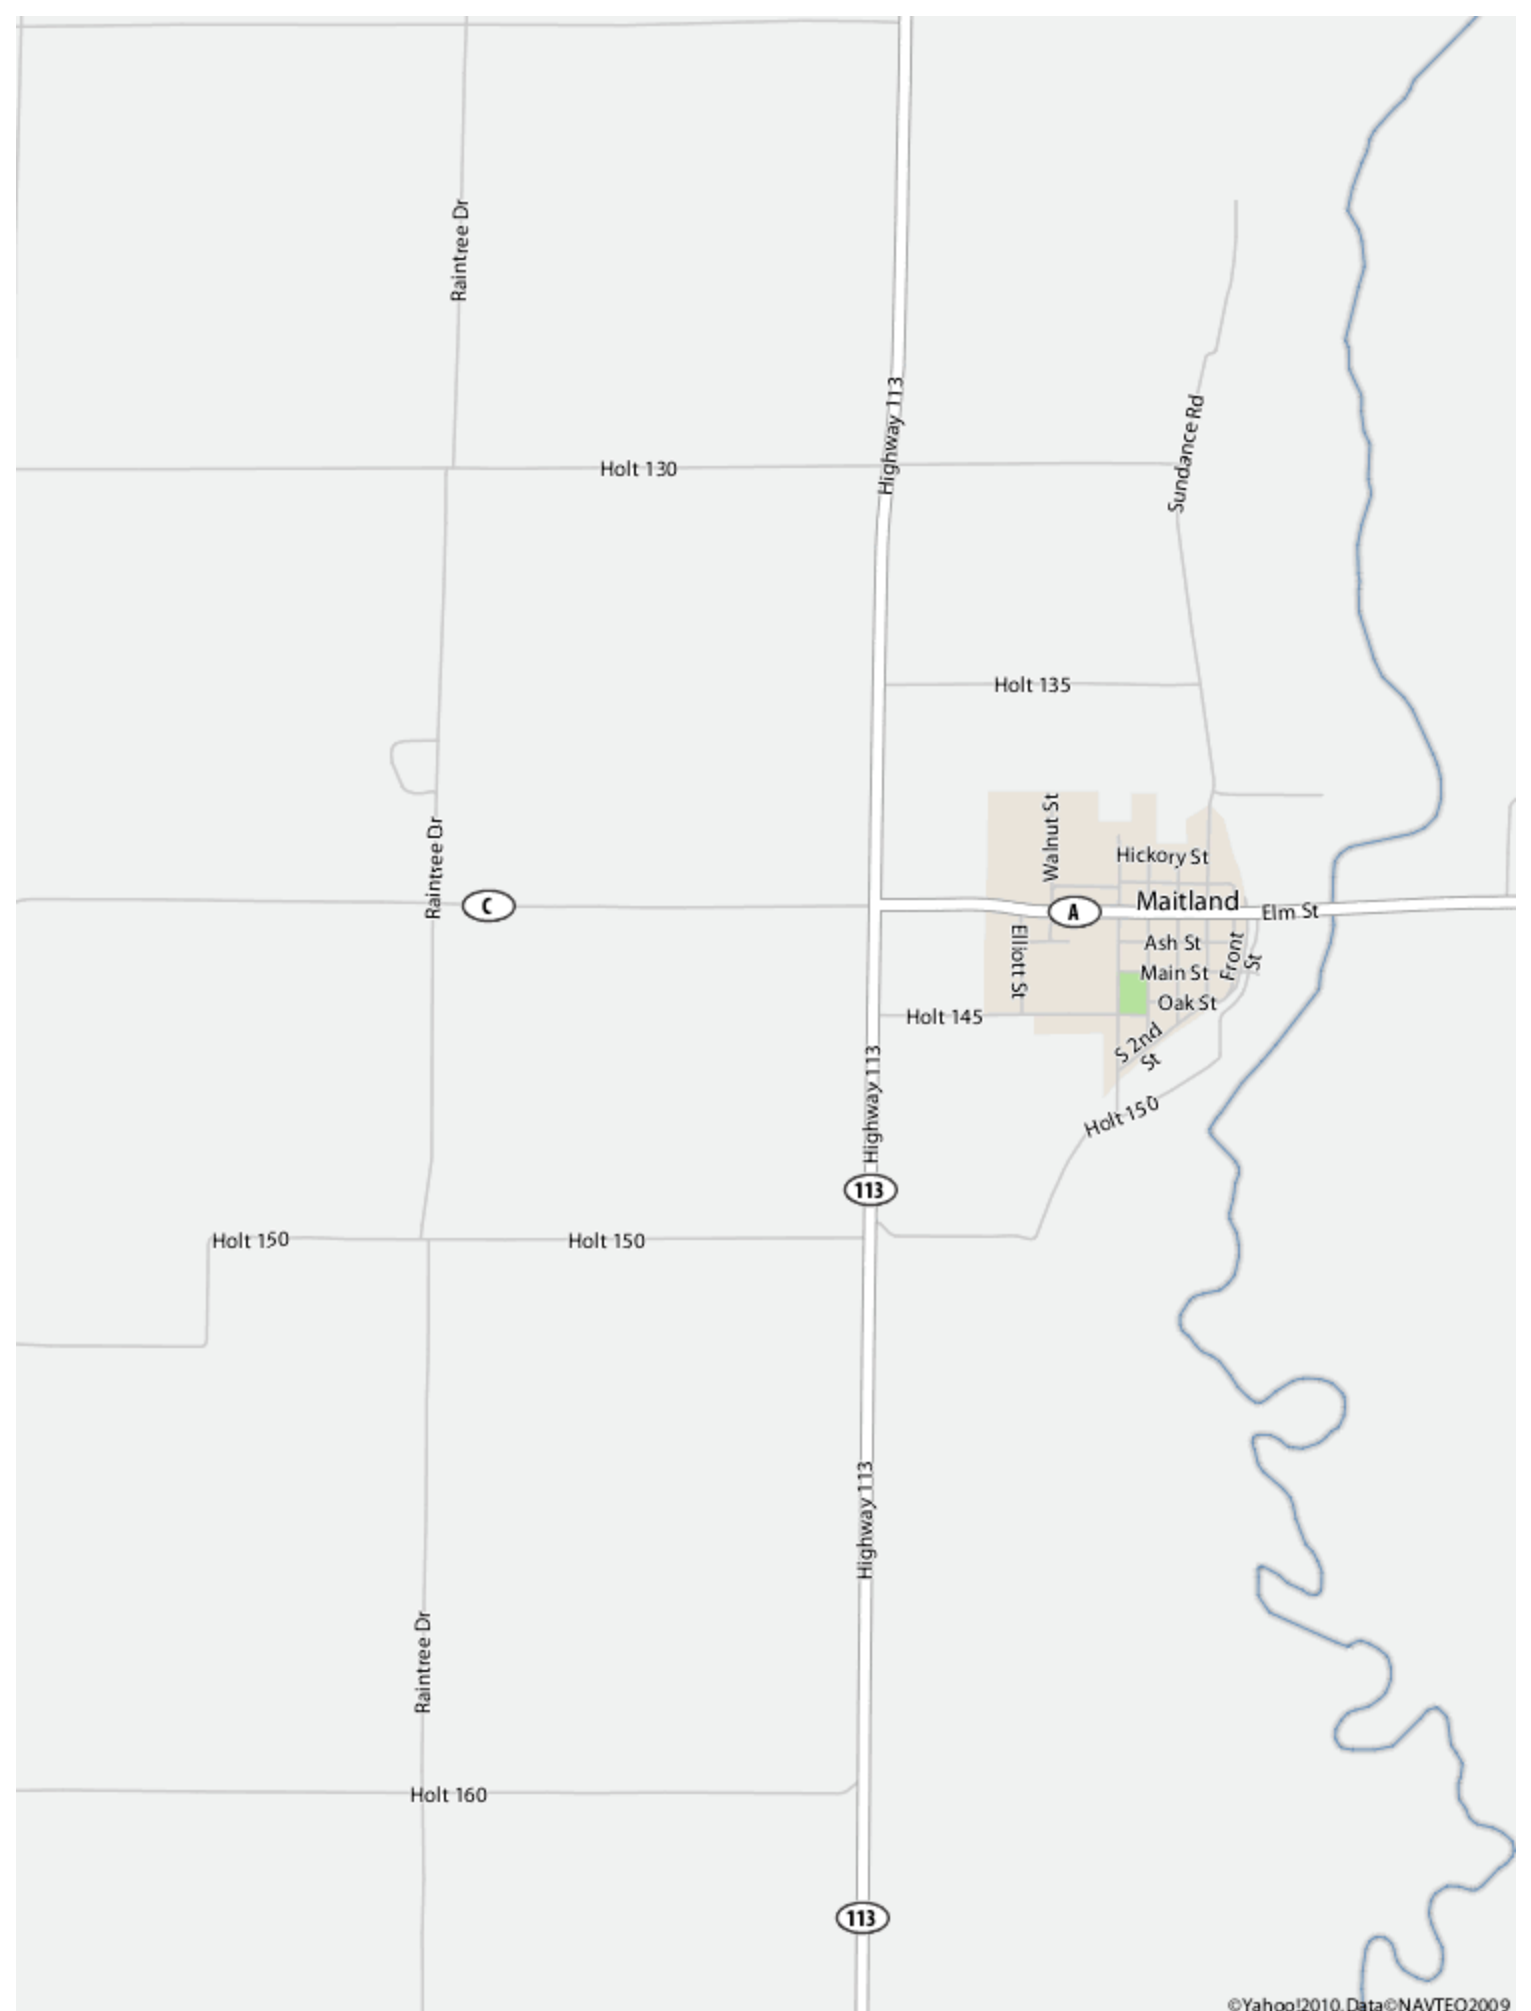 Raintree Dr
Highway 113
Sundance Rd
Holt 130
Holt 135
Walnut St
Raintree Dr
Hickory St
C
A
Maitland
Elm St
Elliott St
Ash St
Front
St
Main St
Oak St
Holt 145
S 2nd
St
Highway 113
Holt 150
113
Holt 150
Holt 150
Highway 113
Raintree Dr
Holt 160
113
©Yahoo!2010, Data©NAVTEQ2009